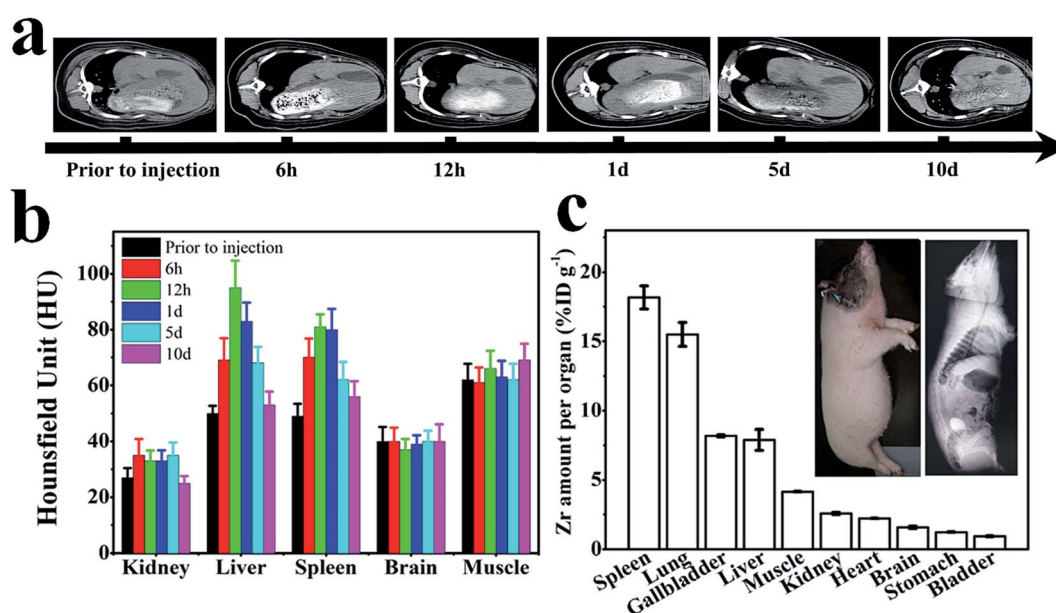 a
Prior to injection 6h 12h 1d 5d 10d
b
Hounsfield Unit (HU)
100
80
60
40
20
0
Prior to injection
6h
12h
1d
5d
10d
Kidney Liver Spleen Brain Muscle
c
Zr amount per organ (%ID g⁻¹)
20
15
10
5
0
Spleen
Lung
Gallbladder
Liver
Muscle
Kidney
Heart
Brain
Stomach
Bladder